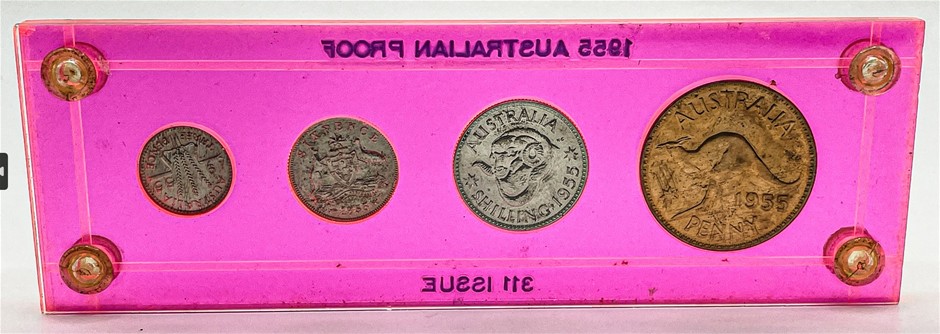 1955 AUSTRALIAN PROOF
AUSTRALIA
SHILLING·1955
AUSTRALIA
1955
PENNY
311 ISSUE